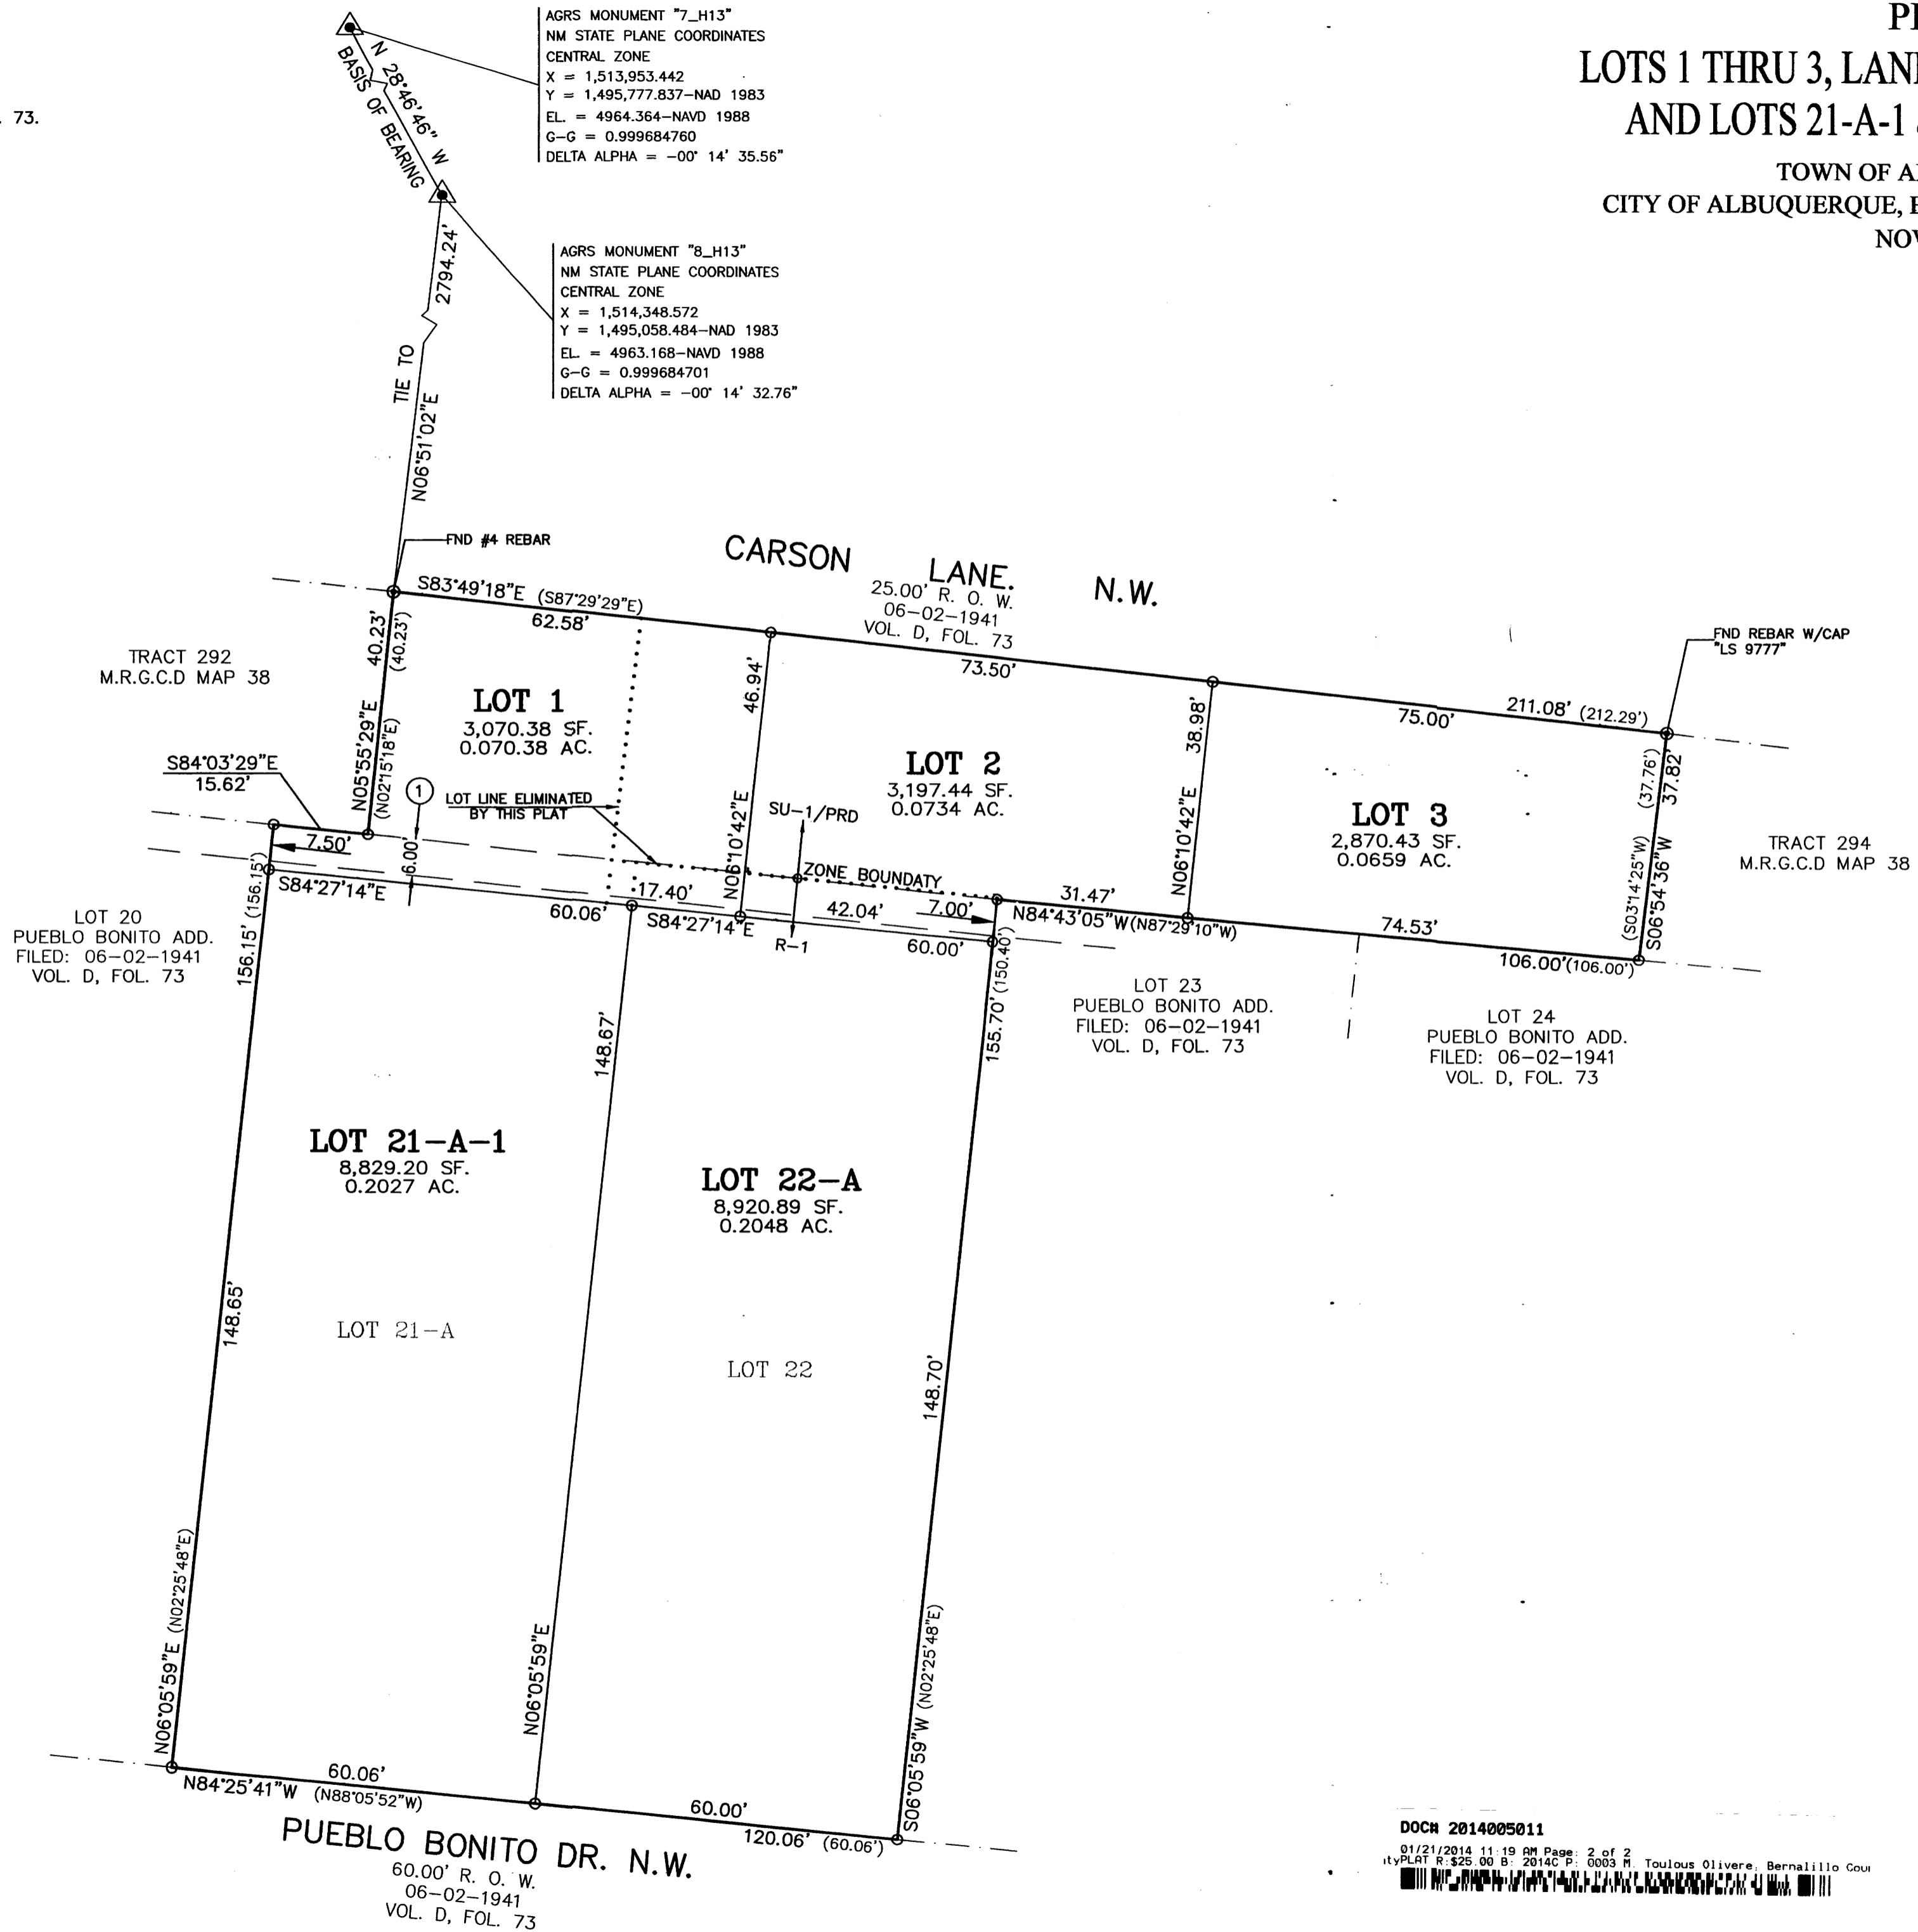 AGRS MONUMENT "7_H13"
NM STATE PLANE COORDINATES
CENTRAL ZONE
X = 1,513,953.442
Y = 1,495,777.837-NAD 1983
EL. = 4964.364-NAVD 1988
G-G = 0.999684760
DELTA ALPHA = -00° 14' 35.56"
N 28°46'46" W
BASIS OF BEARING
73.
LOTS 1 THRU 3,
AND LOTS 21-A-1
TOWN OF
CITY OF ALBUQUERQUE,
AGRS MONUMENT "8_H13"
NM STATE PLANE COORDINATES
CENTRAL ZONE
X = 1,514,348.572
Y = 1,495,058.484-NAD 1983
EL. = 4963.168-NAVD 1988
G-G = 0.999684701
DELTA ALPHA = -00° 14' 32.76"
2794.24'
TIE TO
N06°51'02"E
FND #4 REBAR
CARSON LANE. N.W.
25.00' R. O. W.
06-02-1941
VOL. D, FOL. 73
S83°49'18"E (S87°29'29"E)
62.58'
73.50'
75.00'
211.08' (212.29')
FND REBAR W/CAP
"LS 9777"
TRACT 292
M.R.G.C.D MAP 38
40.23'
(40.23')
N05°55'29"E
(N02°15'18"E)
LOT 1
3,070.38 SF.
0.070.38 AC.
46.94'
N06°10'42"E
LOT 2
3,197.44 SF.
0.0734 AC.
38.98'
N06°10'42"E
LOT 3
2,870.43 SF.
0.0659 AC.
(37.76')
37.82'
(S03°14'25"W)
S06°54'36"W
TRACT 294
M.R.G.C.D MAP 38
S84°03'29"E
15.62'
1
LOT LINE ELIMINATED
BY THIS PLAT
SU-1/PRD
ZONE BOUNDATY
R-1
7.50'
6.00'
S84°27'14"E
60.06'
17.40'
S84°27'14"E
42.04'
7.00'
60.00'
31.47'
N84°43'05"W(N87°29'10"W)
74.53'
106.00'(106.00')
LOT 20
PUEBLO BONITO ADD.
FILED: 06-02-1941
VOL. D, FOL. 73
156.15' (156.15')
148.67'
155.70' (150.40')
LOT 23
PUEBLO BONITO ADD.
FILED: 06-02-1941
VOL. D, FOL. 73
LOT 24
PUEBLO BONITO ADD.
FILED: 06-02-1941
VOL. D, FOL. 73
LOT 21-A-1
8,829.20 SF.
0.2027 AC.
LOT 22-A
8,920.89 SF.
0.2048 AC.
148.65'
LOT 21-A
LOT 22
148.70'
N06°05'59"E (N02°25'48"E)
N06°05'59"E
S06°05'59"W (N02°25'48"E)
60.06'
N84°25'41"W (N88°05'52"W)
60.00'
120.06' (60.06')
PUEBLO BONITO DR. N.W.
60.00' R. O. W.
06-02-1941
VOL. D, FOL. 73
DOC# 2014005011
01/21/2014 11:19 AM Page: 2 of 2
ityPLAT R:$25.00 B: 2014C P: 0003 M. Toulous Olivere, Bernalillo